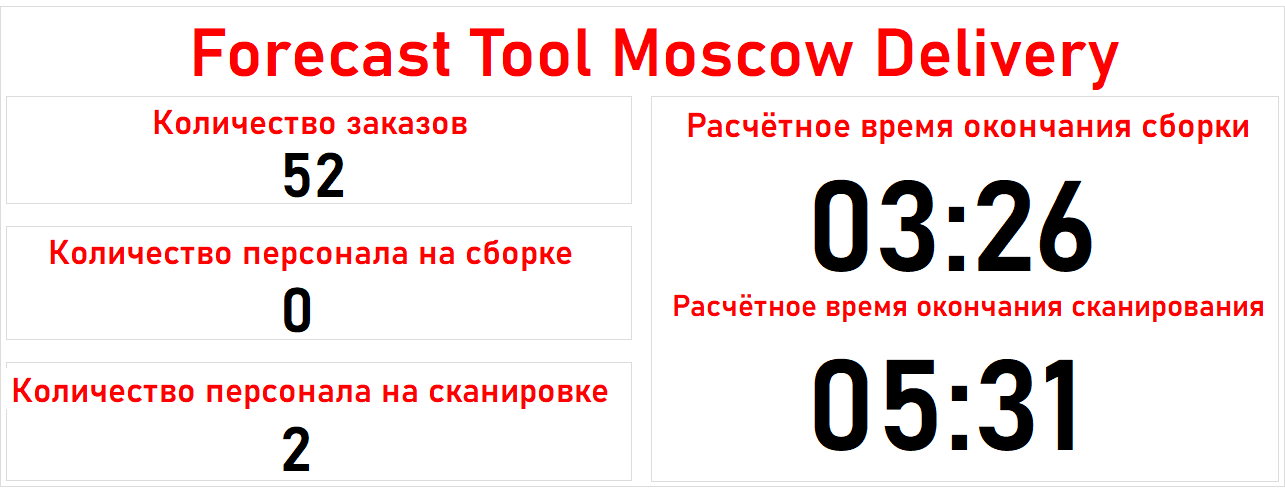 Forecast Tool Moscow Delivery
Количество заказов
52
Количество персонала на сборке
0
Количество персонала на сканировке
2
Расчётное время окончания сборки
03:26
Расчётное время окончания сканирования
05:31